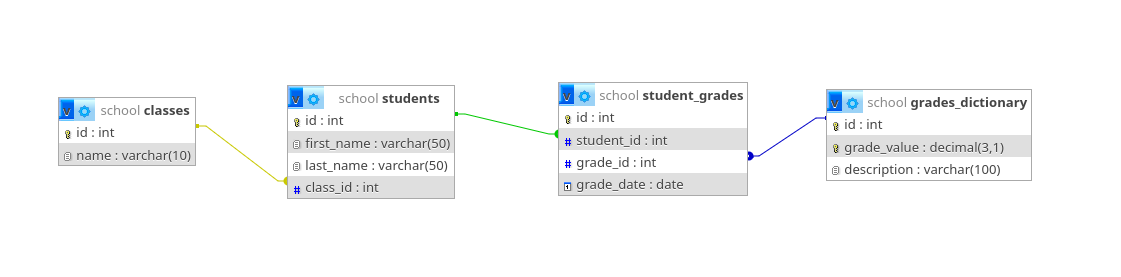 school classes
id : int
name : varchar(10)
school students
id : int
first_name : varchar(50)
last_name : varchar(50)
class_id : int
school student_grades
id : int
student_id : int
grade_id : int
grade_date : date
school grades_dictionary
id : int
grade_value : decimal(3,1)
description : varchar(100)